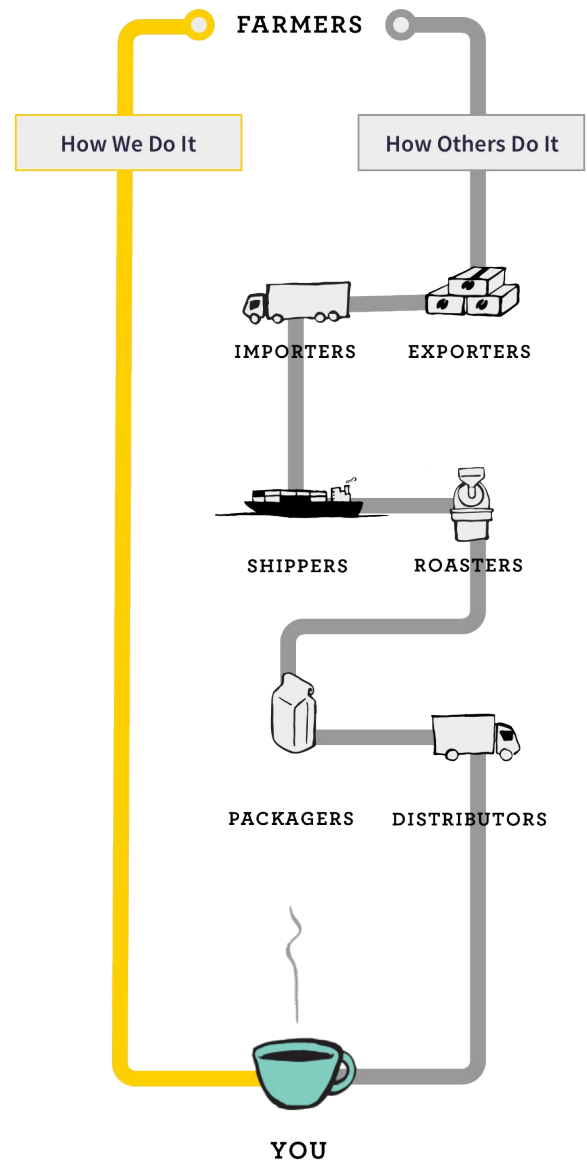 FARMERS
How We Do It
How Others Do It
IMPORTERS
EXPORTERS
SHIPPERS
ROASTERS
PACKAGERS
DISTRIBUTORS
YOU